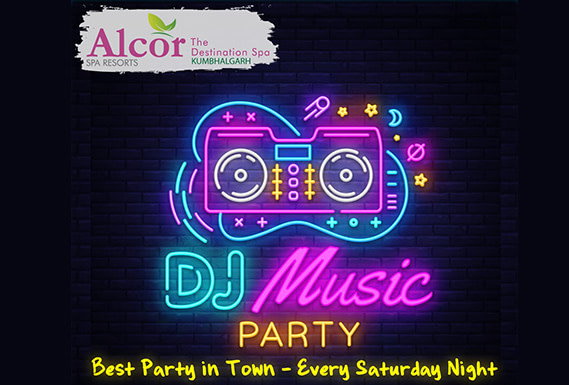 Alcor
SPA RESORTS
The
Destination Spa
KUMBHALGARH
DJ Music
PARTY
Best Party in Town - Every Saturday Night